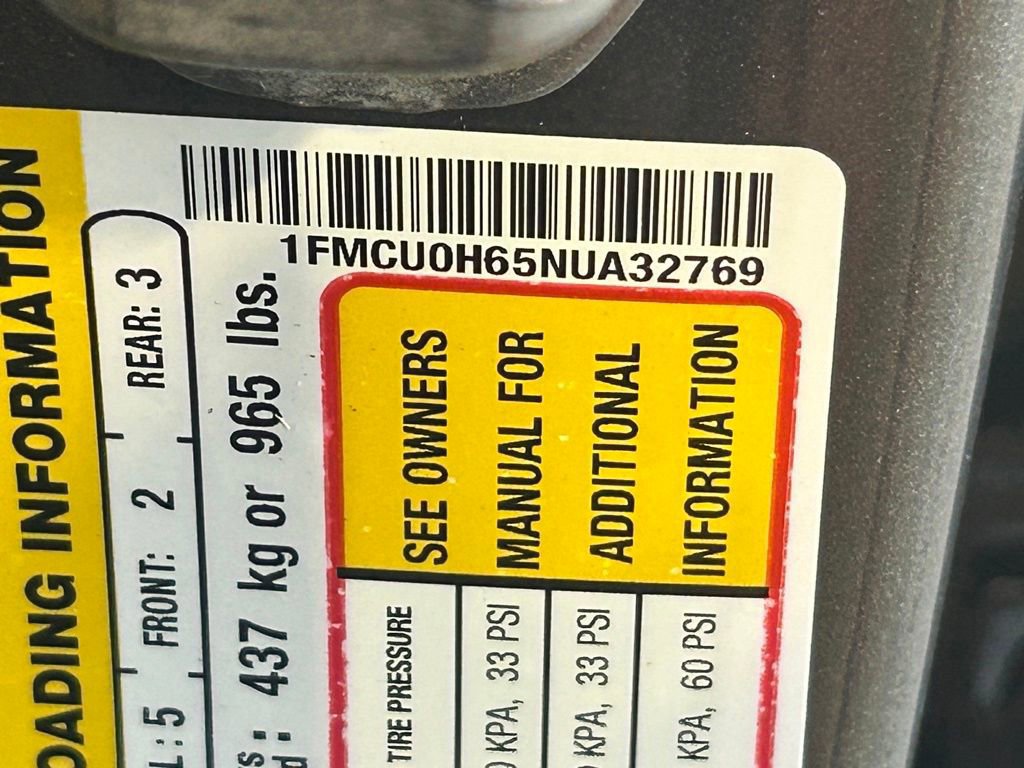 1FMCU0H65NUA32769
OADING INFORMATION
L : 5 FRONT: 2 REAR: 3
: 437 kg or 965 lbs.
TIRE PRESSURE
KPA, 33 PSI
KPA, 33 PSI
KPA, 60 PSI
SEE OWNERS
MANUAL FOR
ADDITIONAL
INFORMATION